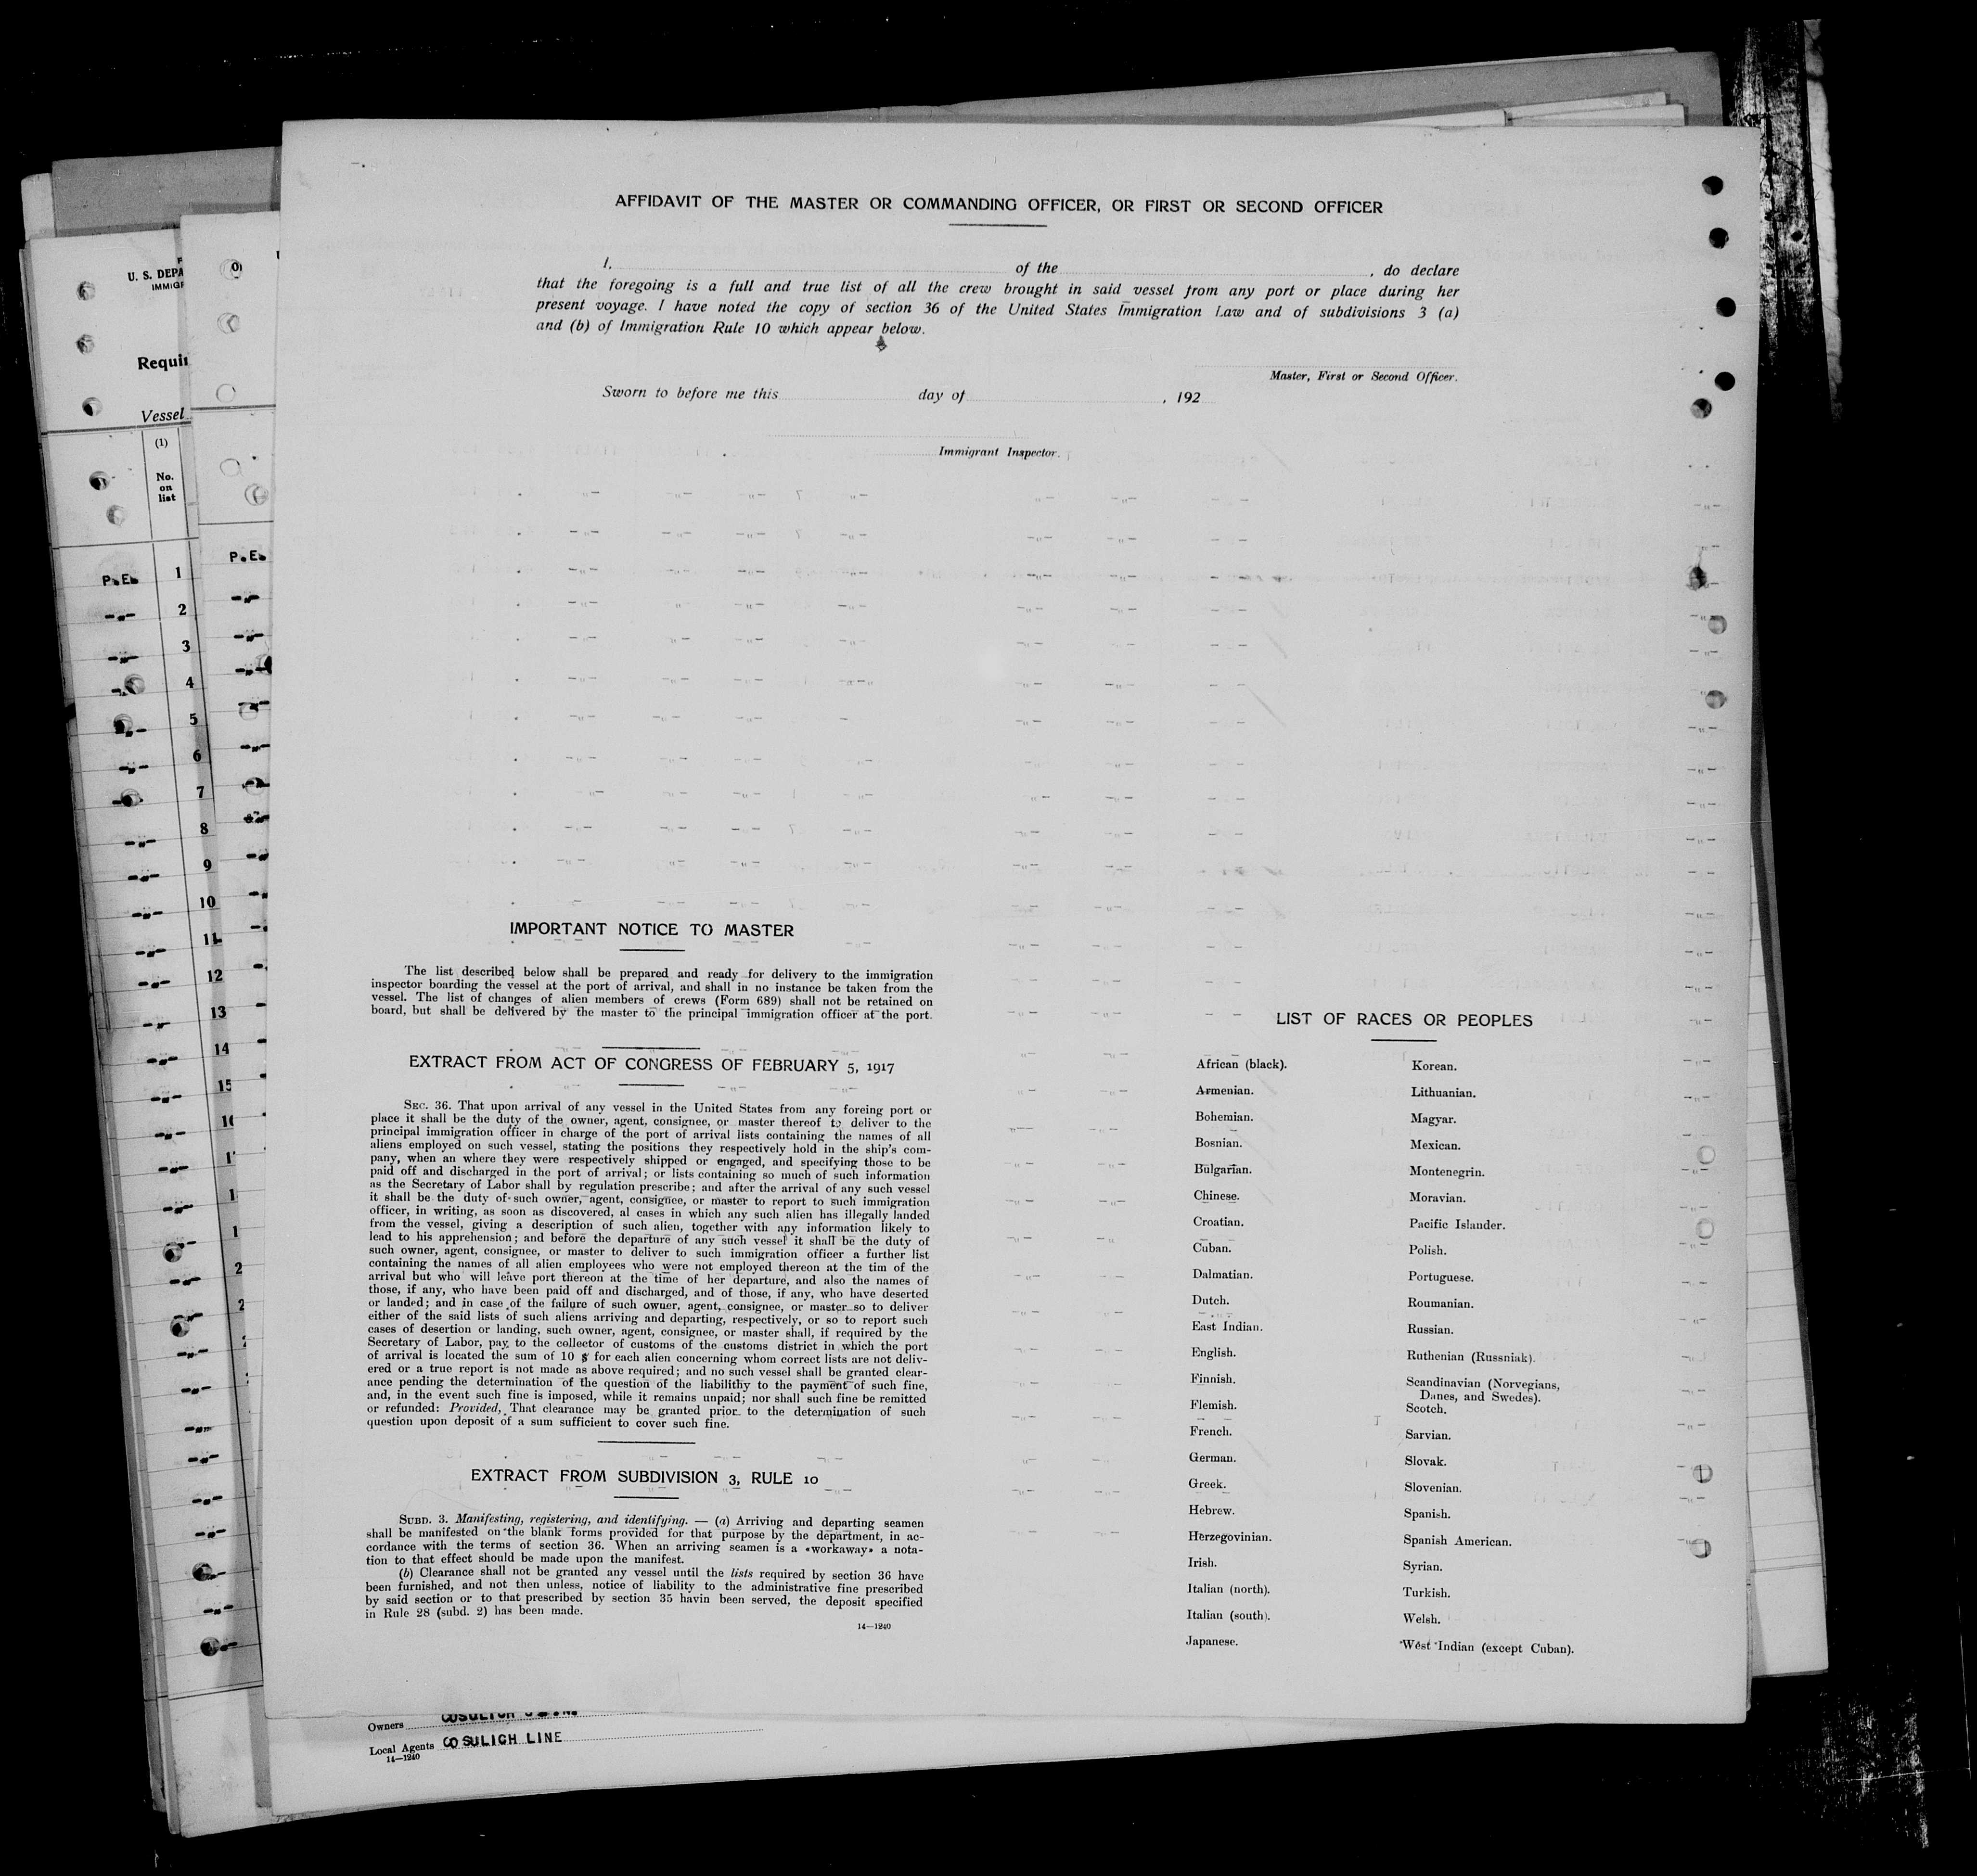 AFFIDAVIT OF THE MASTER OR COMMANDING OFFICER, OR FIRST OR SECOND OFFICER
I, of the , do declare
that the foregoing is a full and true list of all the crew brought in said vessel from any port or place during her
present voyage. I have noted the copy of section 36 of the United States Immigration Law and of subdivisions 3 (a)
and (b) of Immigration Rule 10 which appear below.
Master, First or Second Officer.
Sworn to before me this day of , 192
Immigrant Inspector.
IMPORTANT NOTICE TO MASTER
The list described below shall be prepared and ready for delivery to the immigration
inspector boarding the vessel at the port of arrival, and shall in no instance be taken from the
vessel. The list of changes of alien members of crews (Form 689) shall not be retained on
board, but shall be delivered by the master to the principal immigration officer at the port.
EXTRACT FROM ACT OF CONGRESS OF FEBRUARY 5, 1917
SEC. 36. That upon arrival of any vessel in the United States from any foreing port or
place it shall be the duty of the owner, agent, consignee, or master thereof to deliver to the
principal immigration officer in charge of the port of arrival lists containing the names of all
aliens employed on such vessel, stating the positions they respectively hold in the ship's com-
pany, when an where they were respectively shipped or engaged, and specifying those to be
paid off and discharged in the port of arrival; or lists containing so much of such information
as the Secretary of Labor shall by regulation prescribe; and after the arrival of any such vessel
it shall be the duty of such owner, agent, consignee, or master to report to such immigration
officer, in writing, as soon as discovered, al cases in which any such alien has illegally landed
from the vessel, giving a description of such alien, together with any information likely to
lead to his apprehension; and before the departure of any such vessel it shall be the duty of
such owner, agent, consignee, or master to deliver to such immigration officer a further list
containing the names of all alien employees who were not employed thereon at the tim of the
arrival but who will leave port thereon at the time of her departure, and also the names of
those, if any, who have been paid off and discharged, and of those, if any, who have deserted
or landed; and in case of the failure of such owner, agent, consignee, or master so to deliver
either of the said lists of such aliens arriving and departing, respectively, or so to report such
cases of desertion or landing, such owner, agent, consignee, or master shall, if required by the
Secretary of Labor, pay to the collector of customs of the customs district in which the port
of arrival is located the sum of 10 $ for each alien concerning whom correct lists are not deliv-
ered or a true report is not made as above required; and no such vessel shall be granted clear-
ance pending the determination of the question of the liabilithy to the payment of such fine,
and, in the event such fine is imposed, while it remains unpaid; nor shall such fine be remitted
or refunded: Provided, That clearance may be granted prior to the determination of such
question upon deposit of a sum sufficient to cover such fine.
EXTRACT FROM SUBDIVISION 3, RULE 10
SUBD. 3. Manifesting, registering, and identifying. — (a) Arriving and departing seamen
shall be manifested on the blank forms provided for that purpose by the department, in ac-
cordance with the terms of section 36. When an arriving seamen is a «workaway» a nota-
tion to that effect should be made upon the manifest.
(b) Clearance shall not be granted any vessel until the lists required by section 36 have
been furnished, and not then unless, notice of liability to the administrative fine prescribed
by said section or to that prescribed by section 35 havin been served, the deposit specified
in Rule 28 (subd. 2) has been made.
14—1240
LIST OF RACES OR PEOPLES
African (black).
Armenian.
Bohemian.
Bosnian.
Bulgarian.
Chinese.
Croatian.
Cuban.
Dalmatian.
Dutch.
East Indian.
English.
Finnish.
Flemish.
French.
German.
Greek.
Hebrew.
Herzegovinian.
Irish.
Italian (north).
Italian (south).
Japanese.
Korean.
Lithuanian.
Magyar.
Mexican.
Montenegrin.
Moravian.
Pacific Islander.
Polish.
Portuguese.
Roumanian.
Russian.
Ruthenian (Russniak).
Scandinavian (Norvegians,
Danes, and Swedes).
Scotch.
Sarvian.
Slovak.
Slovenian.
Spanish.
Spanish American.
Syrian.
Turkish.
Welsh.
West Indian (except Cuban).
U. S. DEPA
IMMIGR
Requir
Vessel
(1)
No.
on
list
P.E. 1
2
3
4
5
6
7
8
9
10
11
12
13
14
15
P.E.
Owners
Local Agents COSULICH LINE
14—1240